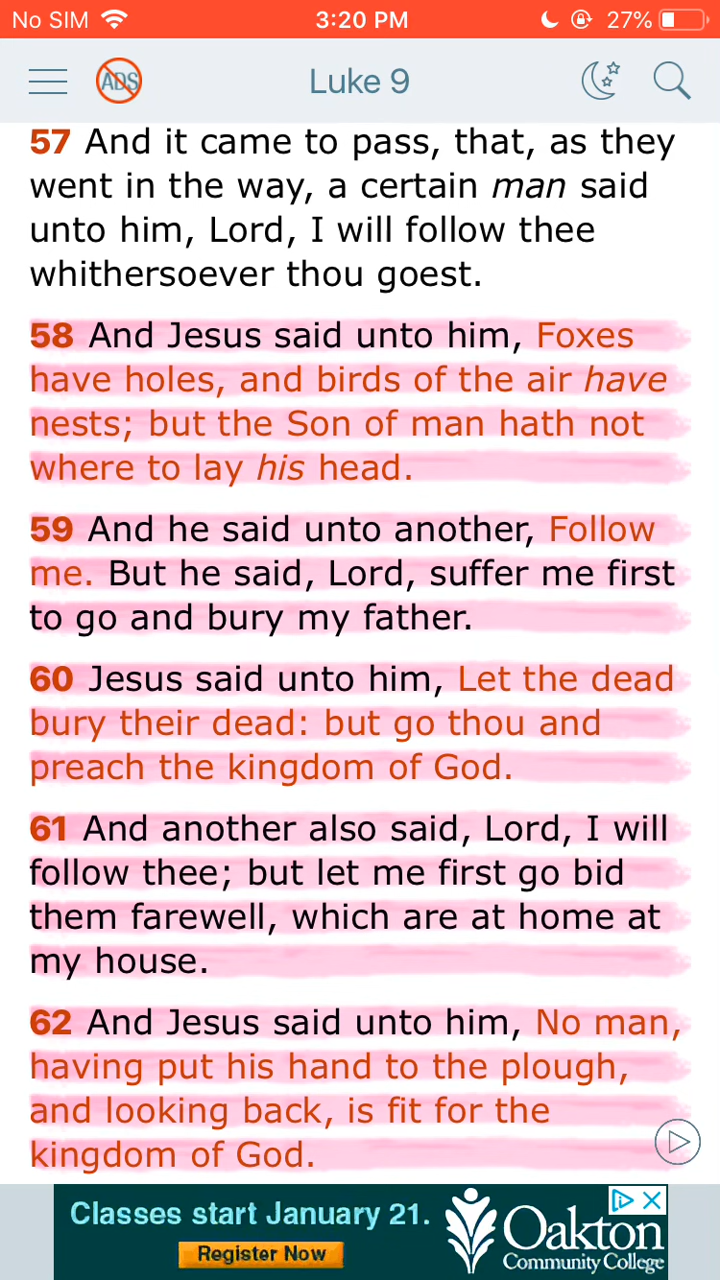 No SIM 3:20 PM 27%
ADS Luke 9
57 And it came to pass, that, as they
went in the way, a certain man said
unto him, Lord, I will follow thee
whithersoever thou goest.
58 And Jesus said unto him, Foxes
have holes, and birds of the air have
nests; but the Son of man hath not
where to lay his head.
59 And he said unto another, Follow
me. But he said, Lord, suffer me first
to go and bury my father.
60 Jesus said unto him, Let the dead
bury their dead: but go thou and
preach the kingdom of God.
61 And another also said, Lord, I will
follow thee; but let me first go bid
them farewell, which are at home at
my house.
62 And Jesus said unto him, No man,
having put his hand to the plough,
and looking back, is fit for the
kingdom of God.
Classes start January 21.
Register Now
Oakton
Community College